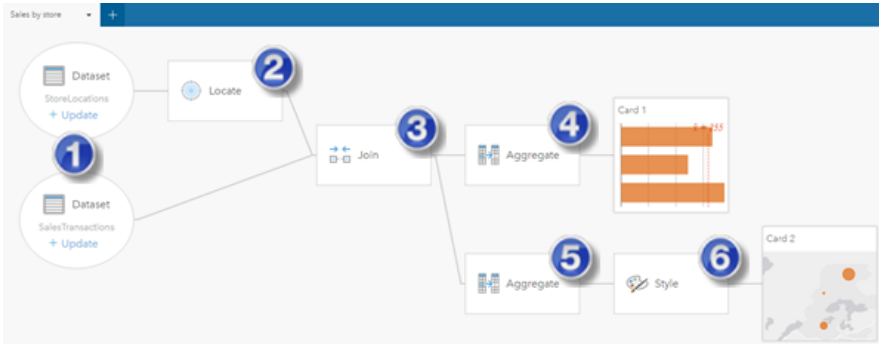 Sales by store
+
Dataset
StoreLocations
+ Update
1
Dataset
SalesTransactions
+ Update
2
Locate
3
Join
4
Aggregate
Card 1
x̄ = 255
5
Aggregate
6
Style
Card 2